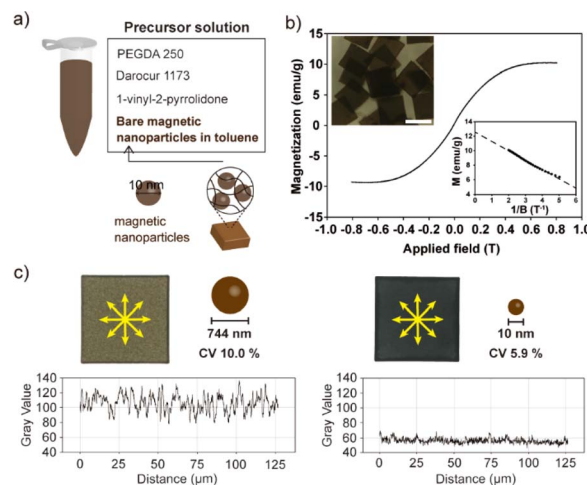 a)
Precursor solution
PEGDA 250
Darocur 1173
1-vinyl-2-pyrrolidone
Bare magnetic
nanoparticles in toluene
10 nm
magnetic
nanoparticles
b)
Magnetization (emu/g)
15
10
5
0
-5
-10
-15
-1.0 -0.8 -0.6 -0.4 -0.2 0.0 0.2 0.4 0.6 0.8 1.0
Applied field (T)
M (emu/g)
14
12
10
8
6
4
2
0
0 1 2 3 4 5 6
1/B (T⁻¹)
c)
744 nm
CV 10.0 %
Gray Value
140
120
100
80
60
40
0 25 50 75 100 125
Distance (µm)
10 nm
CV 5.9 %
Gray Value
140
120
100
80
60
40
0 25 50 75 100 125
Distance (µm)